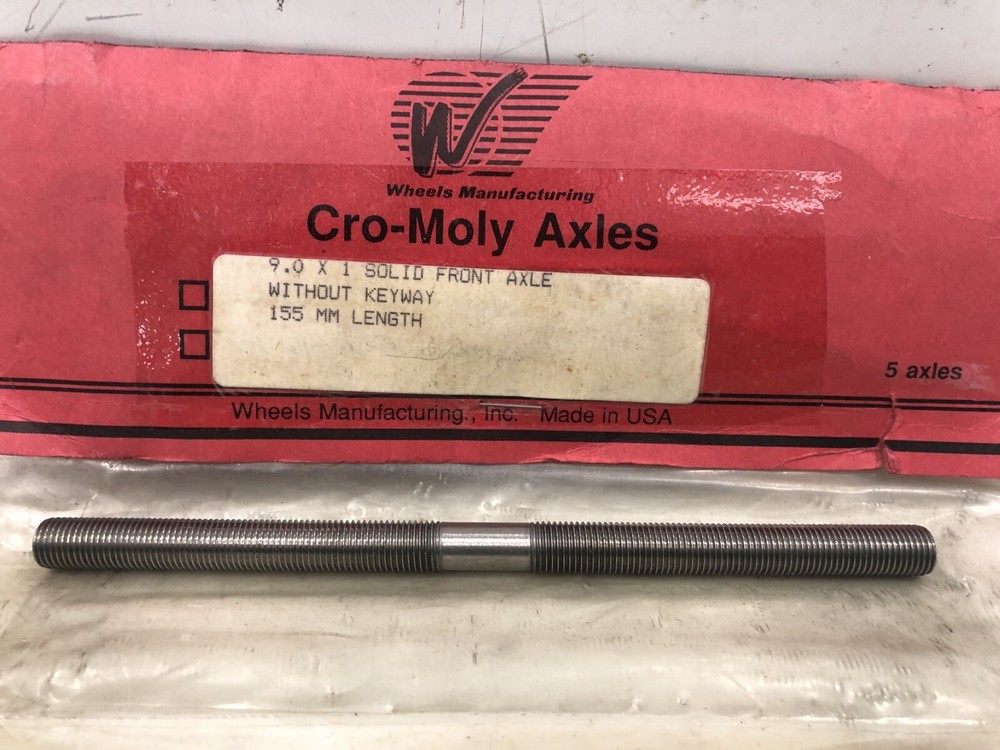 W
Wheels Manufacturing
Cro-Moly Axles
9.0 X 1 SOLID FRONT AXLE
WITHOUT KEYWAY
155 MM LENGTH
5 axles
Wheels Manufacturing., Inc. Made in USA